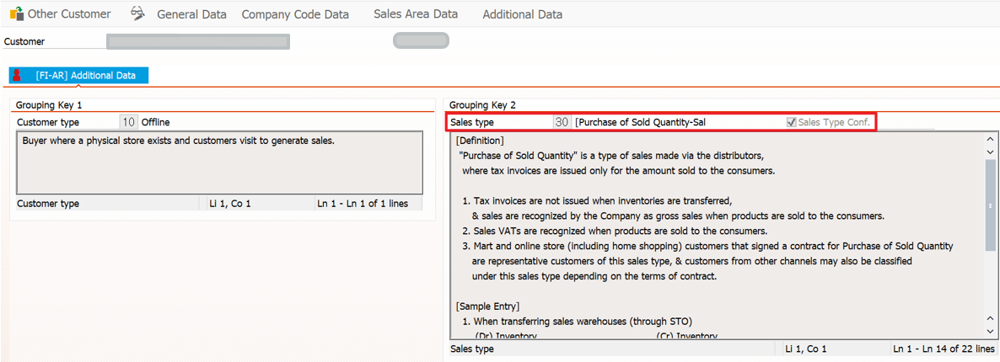 Other Customer General Data Company Code Data Sales Area Data Additional Data
Customer
[FI-AR] Additional Data
Grouping Key 1
Customer type 10 Offline
Buyer where a physical store exists and customers visit to generate sales.
Customer type Li 1, Co 1 Ln 1 - Ln 1 of 1 lines
Grouping Key 2
Sales type 30 [Purchase of Sold Quantity-Sal Sales Type Conf.
[Definition]
"Purchase of Sold Quantity" is a type of sales made via the distributors,
where tax invoices are issued only for the amount sold to the consumers.
1. Tax invoices are not issued when inventories are transferred,
& sales are recognized by the Company as gross sales when products are sold to the consumers.
2. Sales VATs are recognized when products are sold to the consumers.
3. Mart and online store (including home shopping) customers that signed a contract for Purchase of Sold Quantity
are representative customers of this sales type, & customers from other channels may also be classified
under this sales type depending on the terms of contract.
[Sample Entry]
1. When transferring sales warehouses (through STO)
(Dr) Inventory (Cr) Inventory
Sales type Li 1, Co 1 Ln 1 - Ln 14 of 22 lines